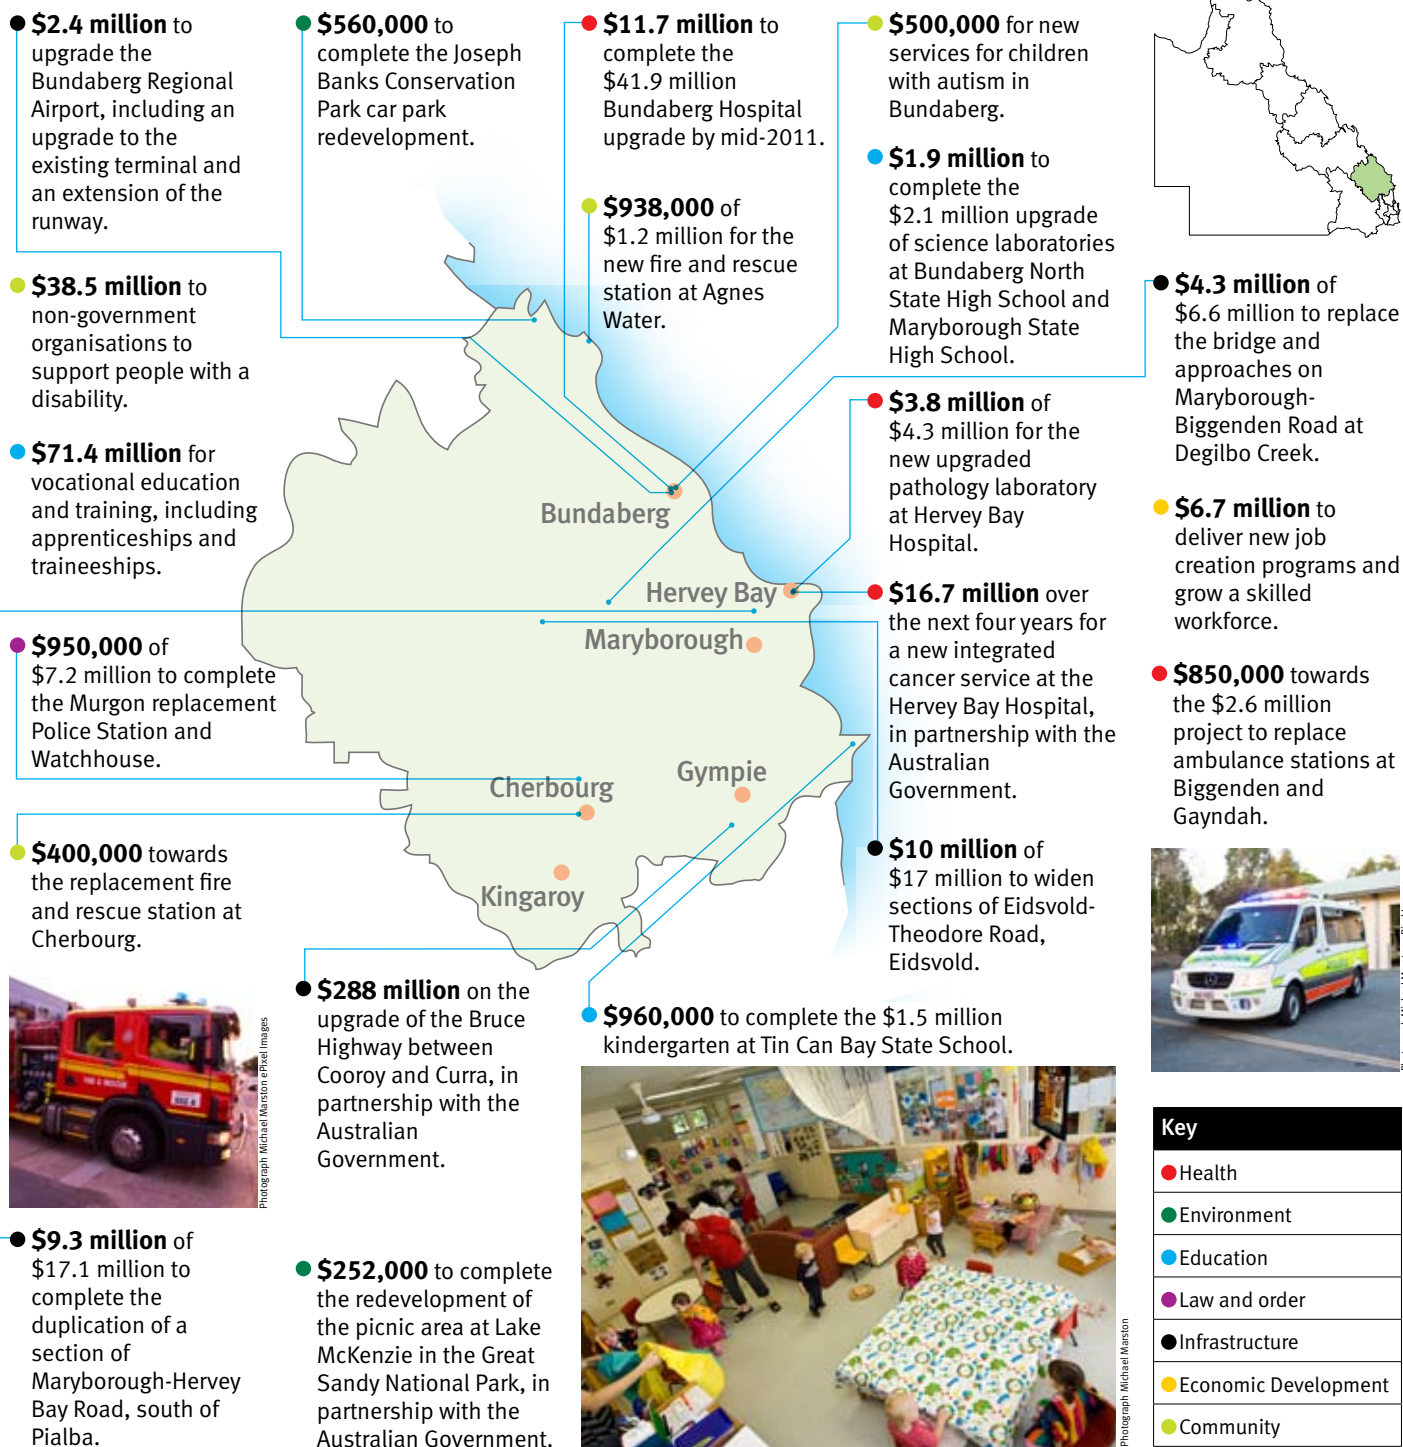 $2.4 million to
upgrade the
Bundaberg Regional
Airport, including an
upgrade to the
existing terminal and
an extension of the
runway.
$38.5 million to
non-government
organisations to
support people with a
disability.
$71.4 million for
vocational education
and training, including
apprenticeships and
traineeships.
$950,000 of
$7.2 million to complete
the Murgon replacement
Police Station and
Watchhouse.
$400,000 towards
the replacement fire
and rescue station at
Cherbourg.
Photograph Michael Marston ePixel Images
$9.3 million of
$17.1 million to
complete the
duplication of a
section of
Maryborough-Hervey
Bay Road, south of
Pialba.
$560,000 to
complete the Joseph
Banks Conservation
Park car park
redevelopment.
$288 million on the
upgrade of the Bruce
Highway between
Cooroy and Curra, in
partnership with the
Australian
Government.
$252,000 to complete
the redevelopment of
the picnic area at Lake
McKenzie in the Great
Sandy National Park, in
partnership with the
Australian Government.
$11.7 million to
complete the
$41.9 million
Bundaberg Hospital
upgrade by mid-2011.
$938,000 of
$1.2 million for the
new fire and rescue
station at Agnes
Water.
Bundaberg
Hervey Bay
Maryborough
Cherbourg
Gympie
Kingaroy
$960,000 to complete the $1.5 million
kindergarten at Tin Can Bay State School.
Photograph Michael Marston
$500,000 for new
services for children
with autism in
Bundaberg.
$1.9 million to
complete the
$2.1 million upgrade
of science laboratories
at Bundaberg North
State High School and
Maryborough State
High School.
$3.8 million of
$4.3 million for the
new upgraded
pathology laboratory
at Hervey Bay
Hospital.
$16.7 million over
the next four years for
a new integrated
cancer service at the
Hervey Bay Hospital,
in partnership with the
Australian
Government.
$10 million of
$17 million to widen
sections of Eidsvold-
Theodore Road,
Eidsvold.
$4.3 million of
$6.6 million to replace
the bridge and
approaches on
Maryborough-
Biggenden Road at
Degilbo Creek.
$6.7 million to
deliver new job
creation programs and
grow a skilled
workforce.
$850,000 towards
the $2.6 million
project to replace
ambulance stations at
Biggenden and
Gayndah.
Key
Health
Environment
Education
Law and order
Infrastructure
Economic Development
Community